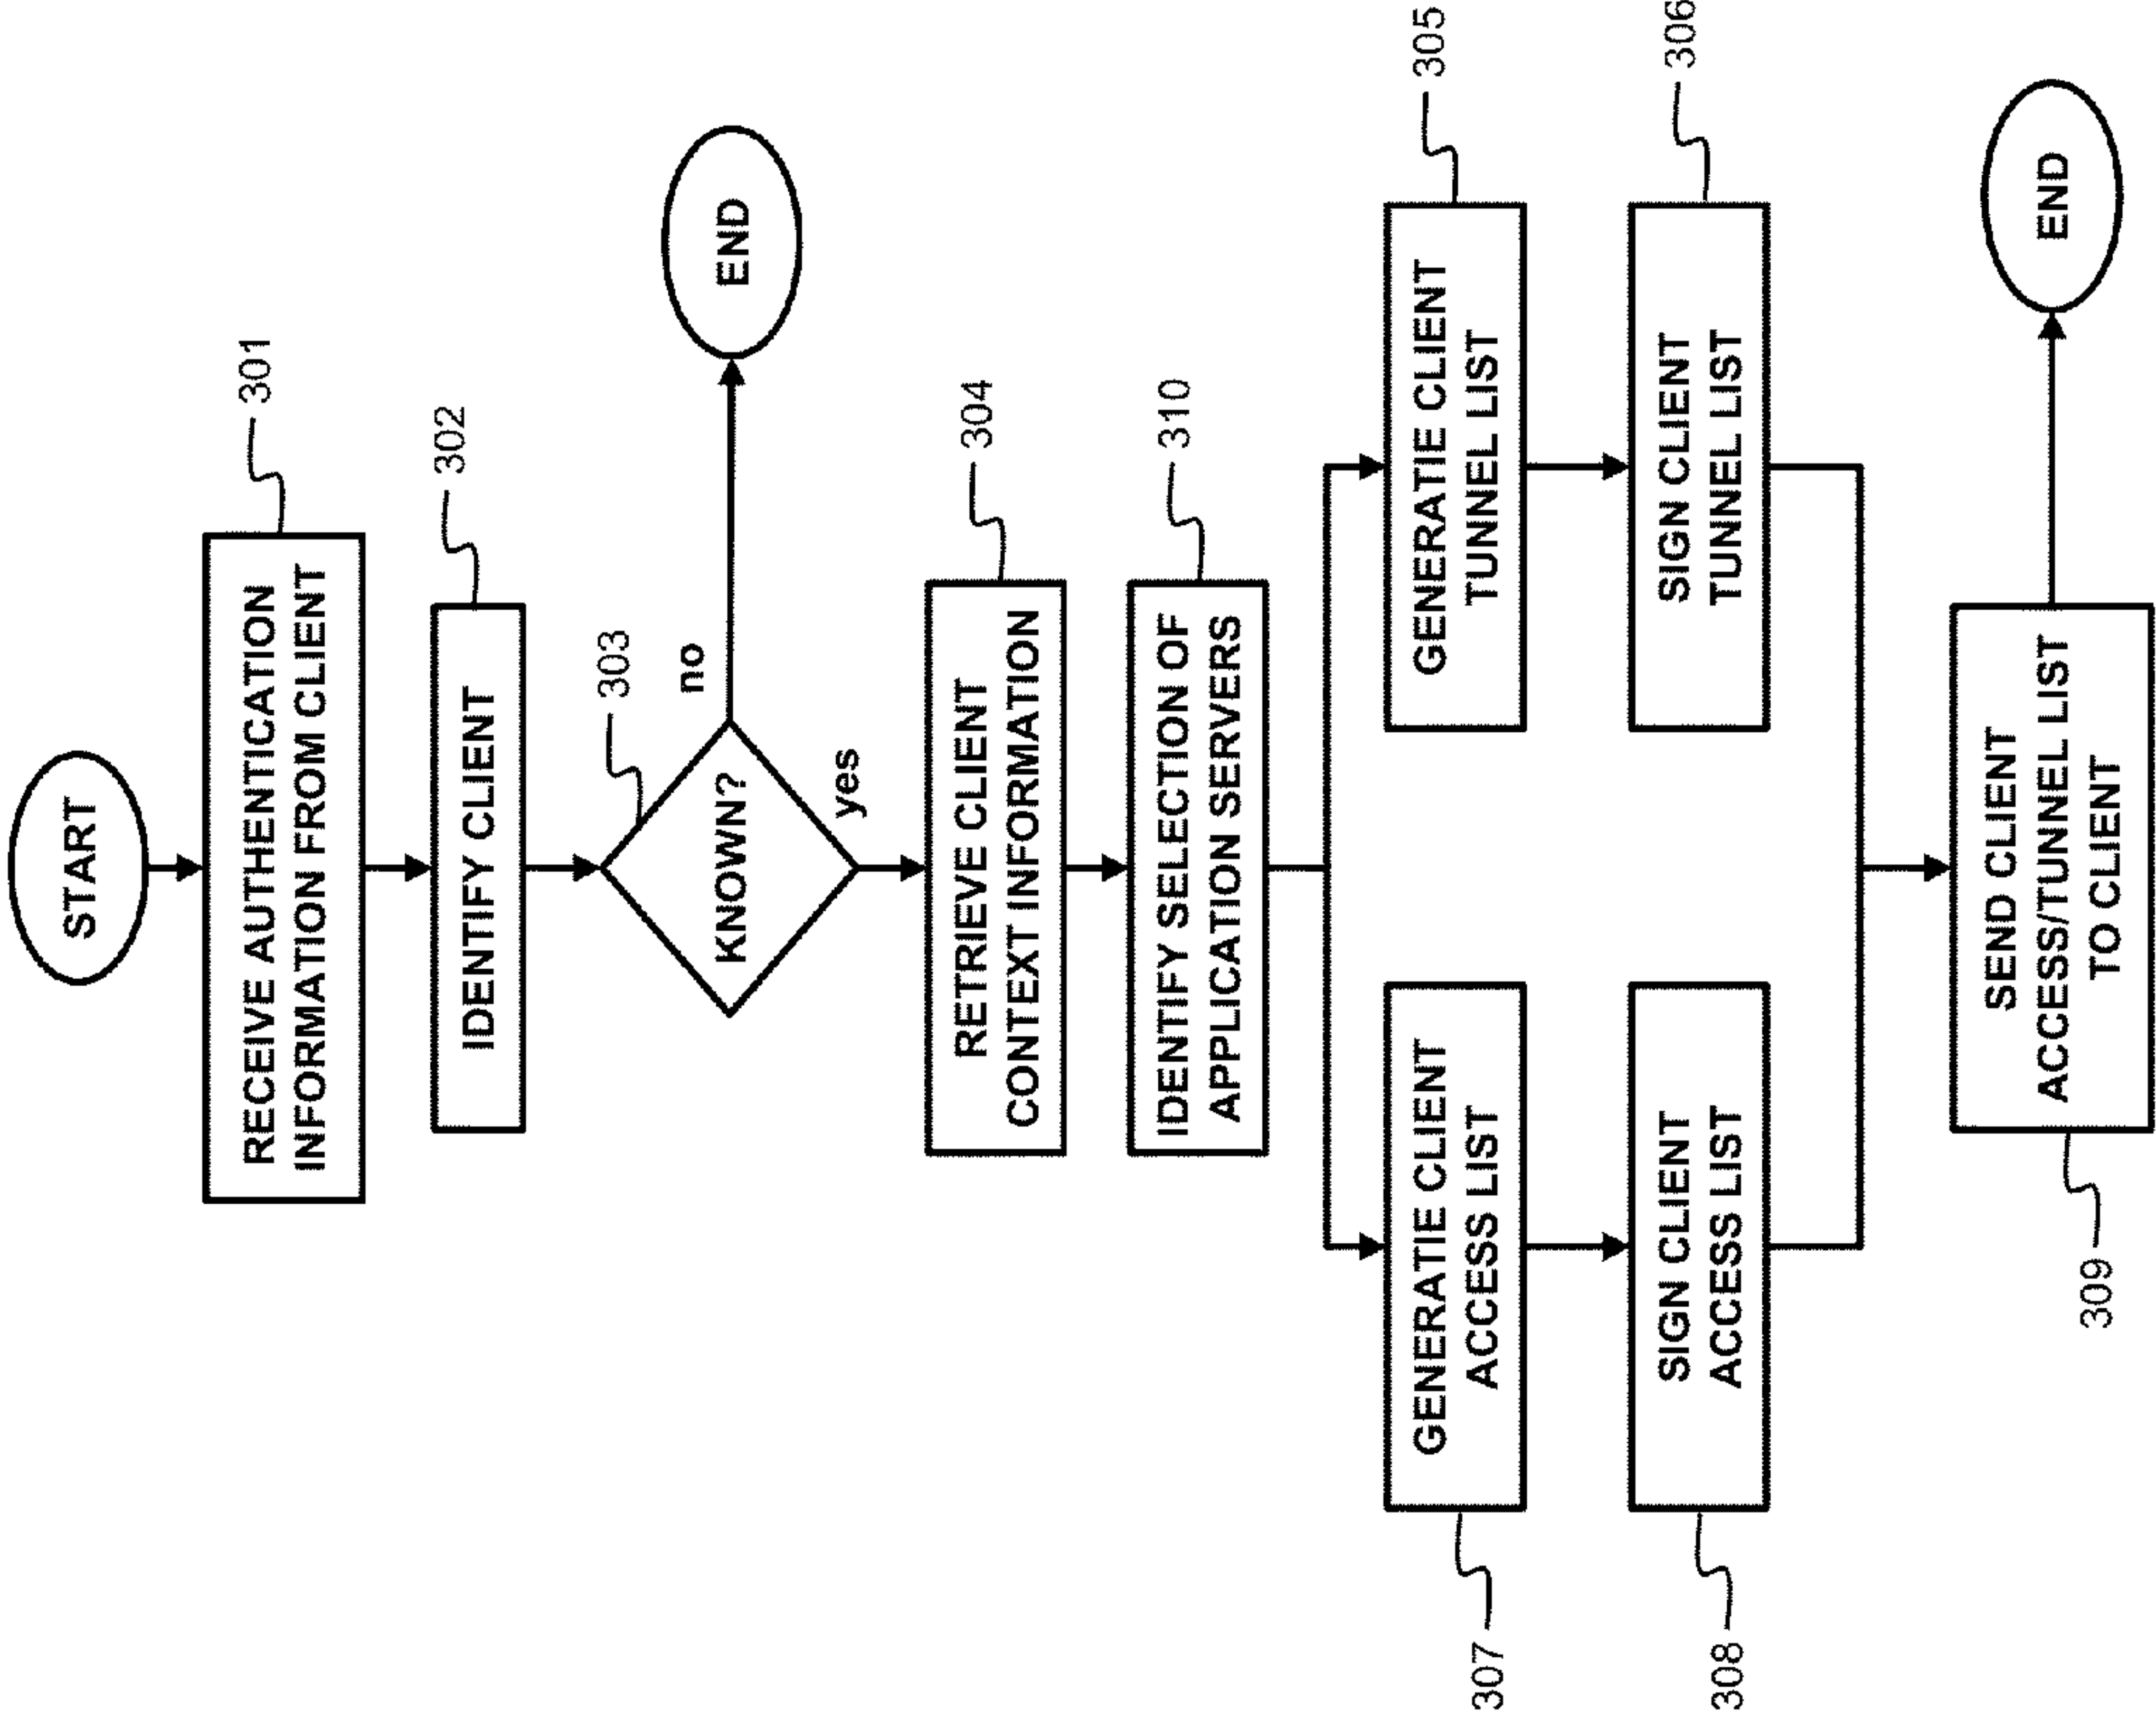 START
RECEIVE AUTHENTICATION
INFORMATION FROM CLIENT
301
IDENTIFY CLIENT
302
KNOWN?
303
no
END
yes
RETRIEVE CLIENT
CONTEXT INFORMATION
304
IDENTIFY SELECTION OF
APPLICATION SERVERS
310
GENERATIE CLIENT
ACCESS LIST
307
GENERATIE CLIENT
TUNNEL LIST
305
SIGN CLIENT
ACCESS LIST
308
SIGN CLIENT
TUNNEL LIST
306
SEND CLIENT
ACCESS/TUNNEL LIST
TO CLIENT
309
END